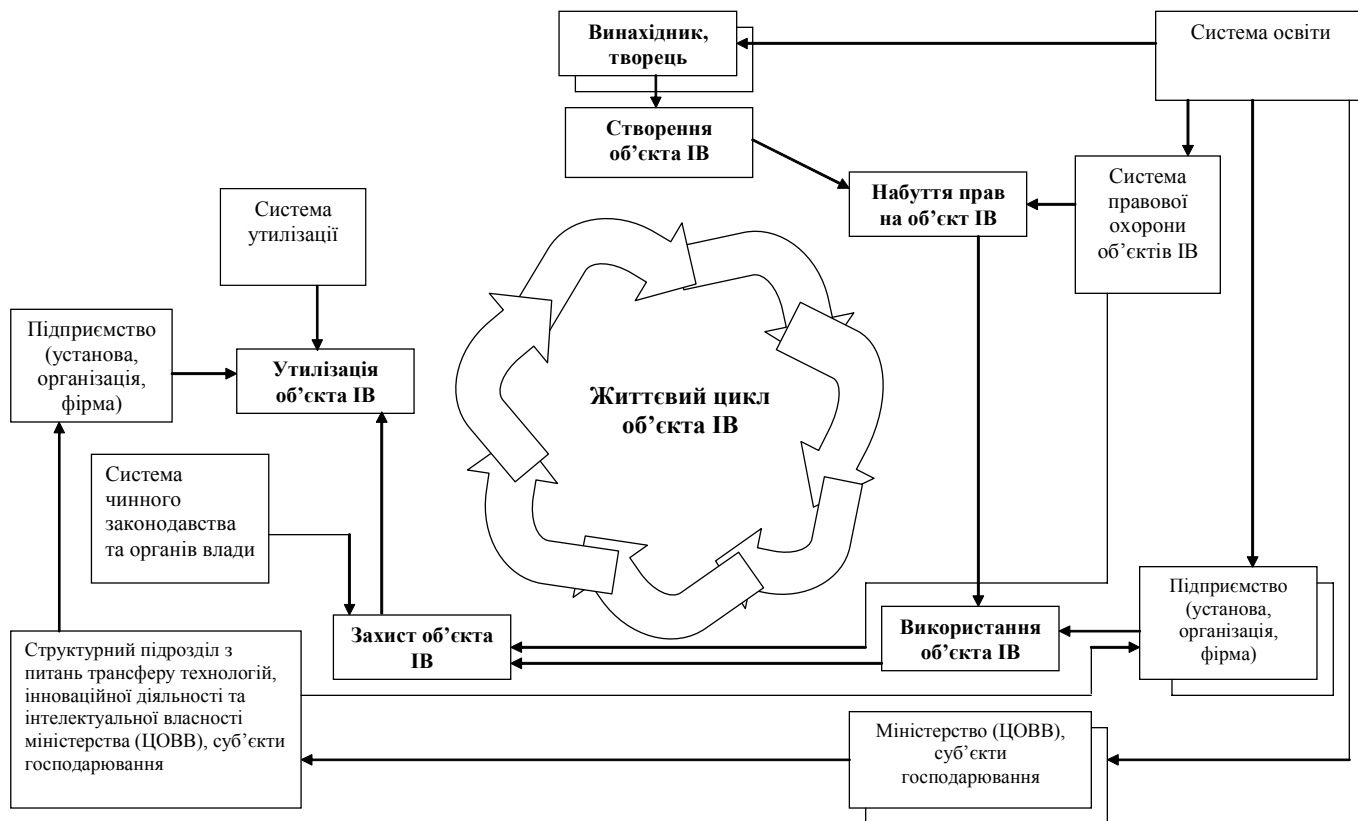 Винахідник,
творець
Система освіти
Створення
об’єкта ІВ
Набуття прав
на об’єкт ІВ
Система
правової
охорони
об’єктів ІВ
Система
утилізації
Підприємство
(установа,
організація,
фірма)
Утилізація
об’єкта ІВ
Життєвий цикл
об’єкта ІВ
Система
чинного
законодавства
та органів влади
Захист об’єкта
ІВ
Використання
об’єкта ІВ
Підприємство
(установа,
організація,
фірма)
Структурний підрозділ з
питань трансферу технологій,
інноваційної діяльності та
інтелектуальної власності
міністерства (ЦОВВ), суб’єкти
господарювання
Міністерство (ЦОВВ),
суб’єкти
господарювання